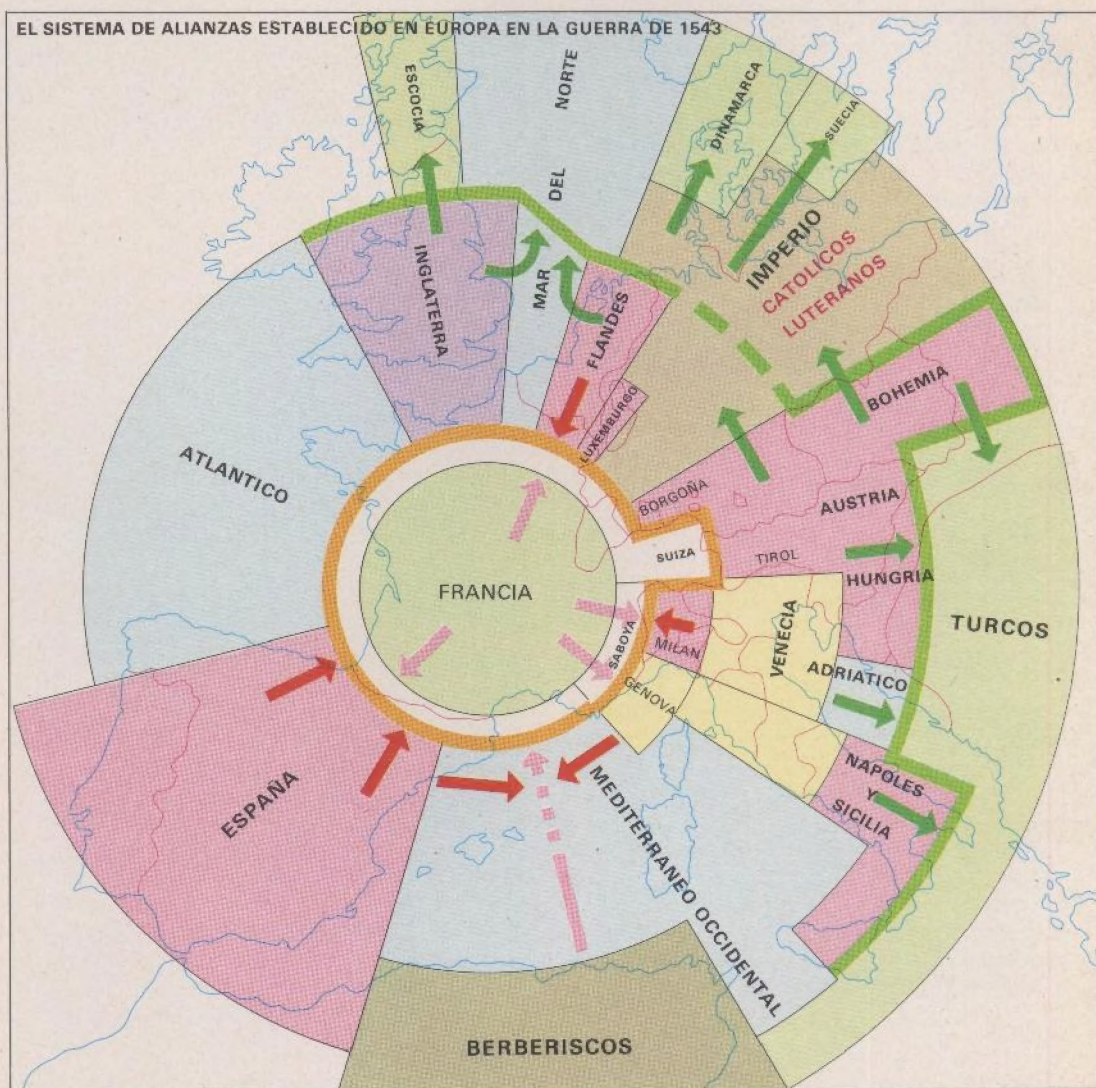 EL SISTEMA DE ALIANZAS ESTABLECIDO EN EUROPA EN LA GUERRA DE 1543
ESCOCIA
MAR DEL NORTE
DINAMARCA
SUECIA
IMPERIO
CATOLICOS
LUTERANOS
INGLATERRA
FLANDES
LUXEMBURGO
BOHEMIA
ATLANTICO
BORGOÑA
AUSTRIA
SUIZA
TIROL
HUNGRIA
FRANCIA
TURCOS
SABOYA
MILAN
VENECIA
ADRIATICO
GENOVA
NAPOLES
Y
SICILIA
ESPAÑA
MEDITERRANEO OCCIDENTAL
BERBERISCOS